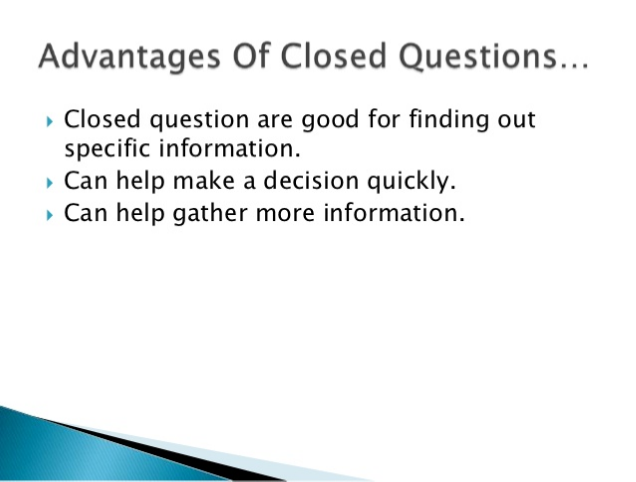 Advantages Of Closed Questions…
Closed question are good for finding out
specific information.
Can help make a decision quickly.
Can help gather more information.